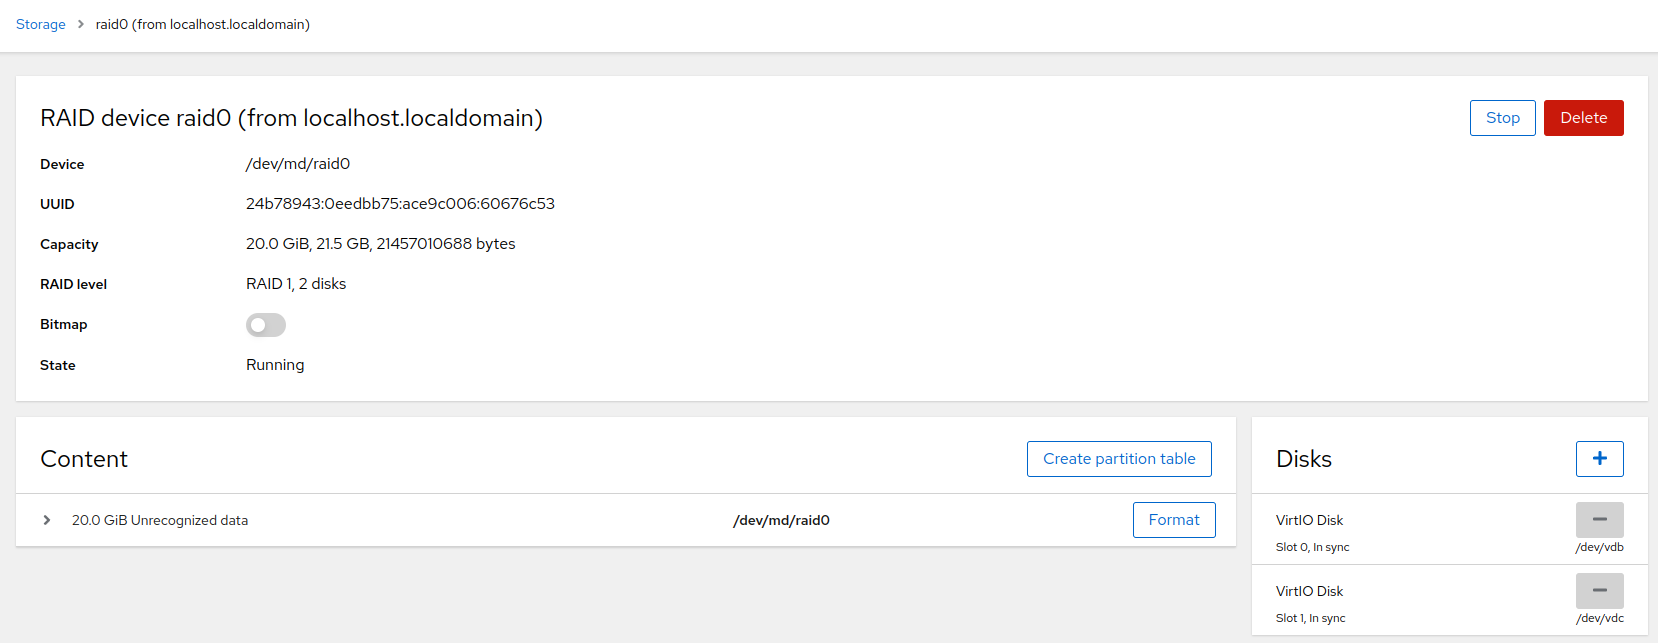 Storage > raid0 (from localhost.localdomain)
RAID device raid0 (from localhost.localdomain)
Stop
Delete
Device /dev/md/raid0
UUID 24b78943:0eedbb75:ace9c006:60676c53
Capacity 20.0 GiB, 21.5 GB, 21457010688 bytes
RAID level RAID 1, 2 disks
Bitmap
State Running
Content
Create partition table
20.0 GiB Unrecognized data /dev/md/raid0 Format
Disks
VirtIO Disk
Slot 0, In sync /dev/vdb
VirtIO Disk
Slot 1, In sync /dev/vdc